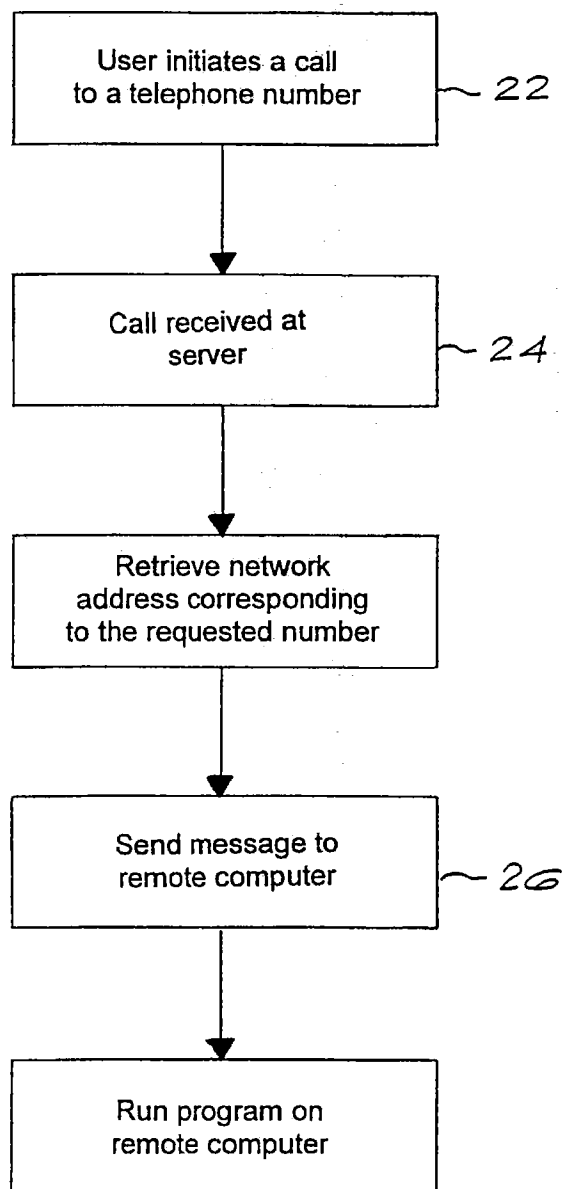 User initiates a call
to a telephone number
22
Call received at
server
24
Retrieve network
address corresponding
to the requested number
Send message to
remote computer
26
Run program on
remote computer